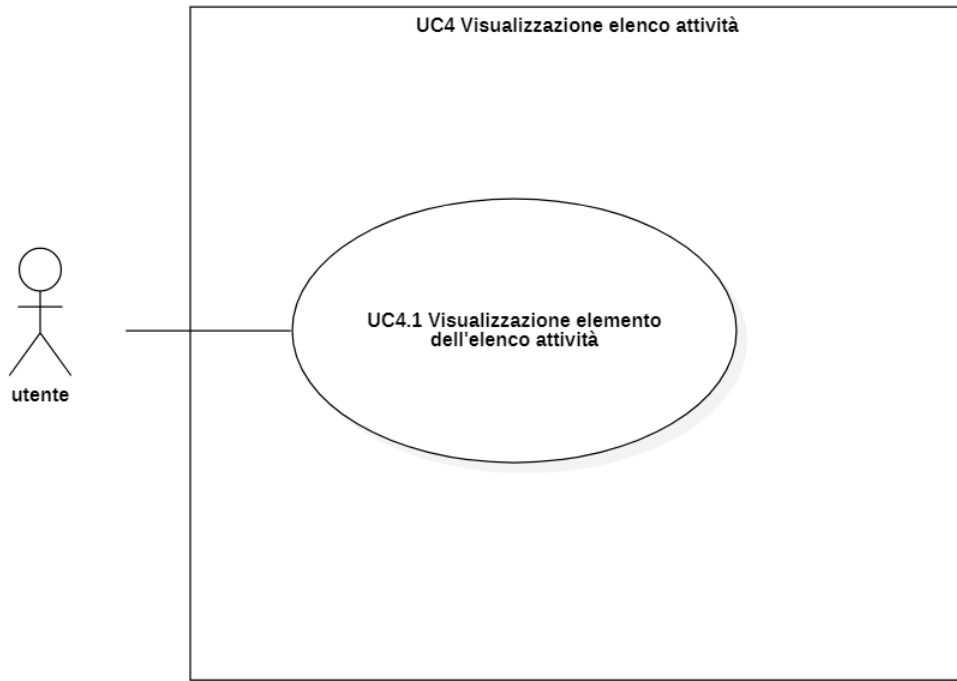 UC4 Visualizzazione elenco attività
UC4.1 Visualizzazione elemento
dell'elenco attività
utente